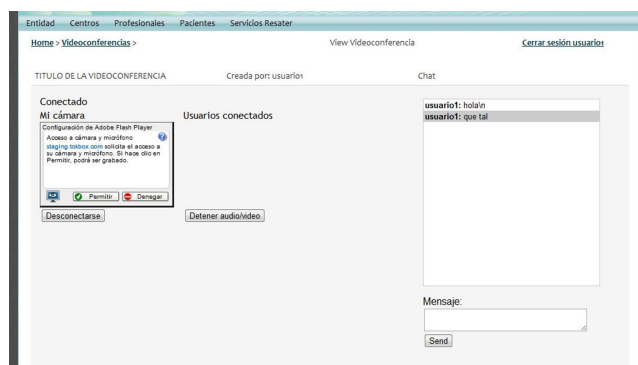 Entidad Centros Profesionales Pacientes Servicios Resater
Home > Videoconferencias > View Videoconferencia Cerrar sesión usuario1
TITULO DE LA VIDEOCONFERENCIA Creada por: usuario1 Chat
Conectado
Mi cámara Usuarios conectados
Configuración de Adobe Flash Player
Acceso a cámara y micrófono
staging.tokbox.com solicita el acceso a
su cámara y micrófono. Si hace clic en
Permitir, podrá ser grabado.
Permitir Denegar
Desconectarse Detener audio/video
usuario1: hola\n
usuario1: que tal
Mensaje:
Send